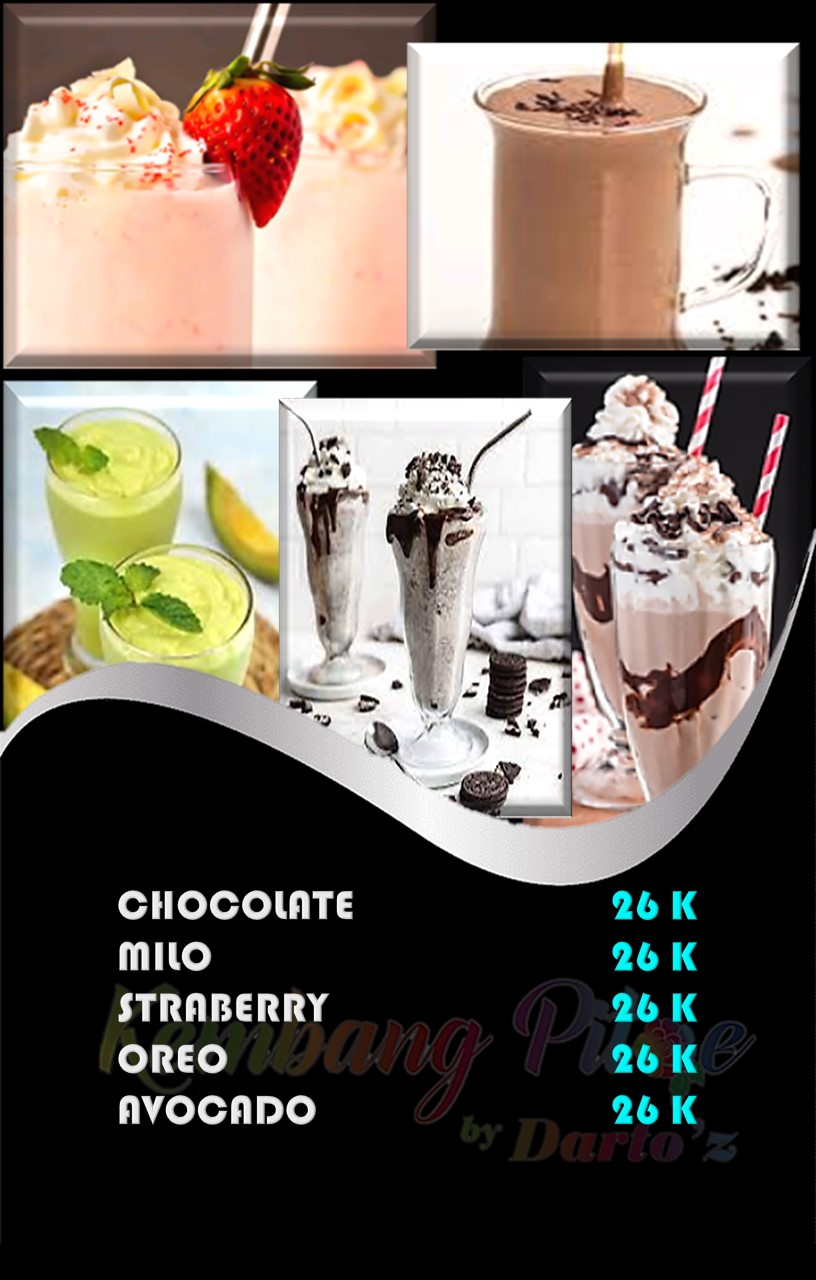 CHOCOLATE 26 K
MILO 26 K
STRABERRY 26 K
OREO 26 K
AVOCADO 26 K
Kembang
by Darto'z